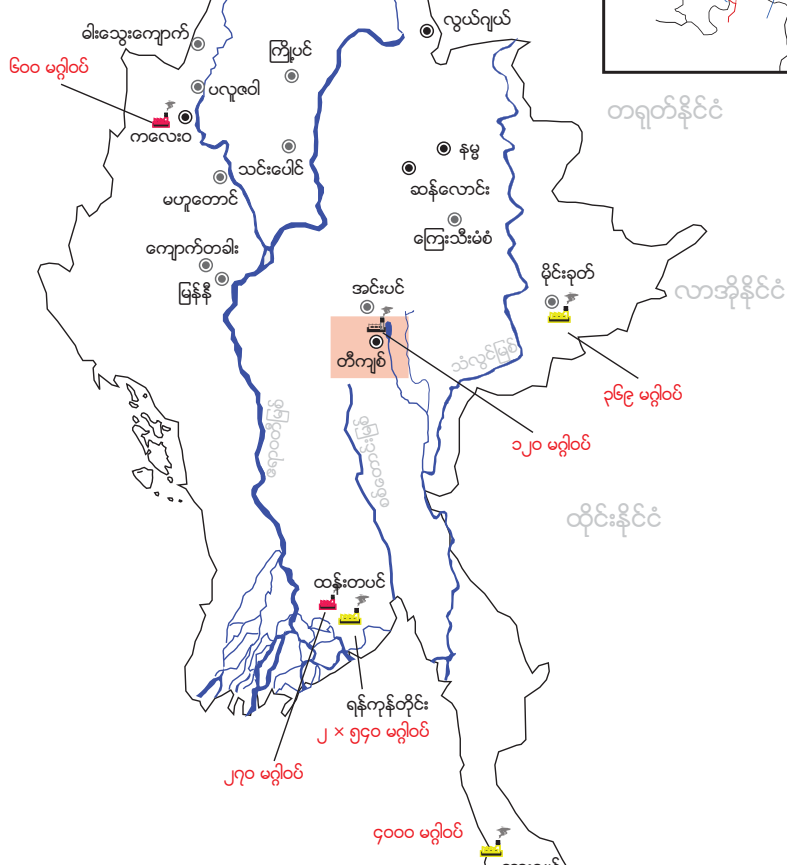 လွယ်ဂျယ်
ဓါးသွေးကျောက်
ကြို့ပင်
၆၀၀ မဂ္ဂါဝပ်
ပလူဇဝါ
တရုတ်နိုင်ငံ
ကလေးဝ
နမ္မ
သင်းပေါင်
ဆန်လောင်း
မဟူတောင်
ကြေးသီးမံစံ
ကျောက်တခါး
မိုင်းခုတ်
မြန်နီ
အင်းပင်
လာအိုနိုင်ငံ
တီကျစ်
သံလွင်မြစ်
၃၆၉ မဂ္ဂါဝပ်
ဧရာဝတီမြစ်
၁၂၀ မဂ္ဂါဝပ်
ထိုင်းနိုင်ငံ
ထန်းတပင်
ရန်ကုန်တိုင်း
၂ × ၅၄၀ မဂ္ဂါဝပ်
၂၇၀ မဂ္ဂါဝပ်
၄၀၀၀ မဂ္ဂါဝပ်